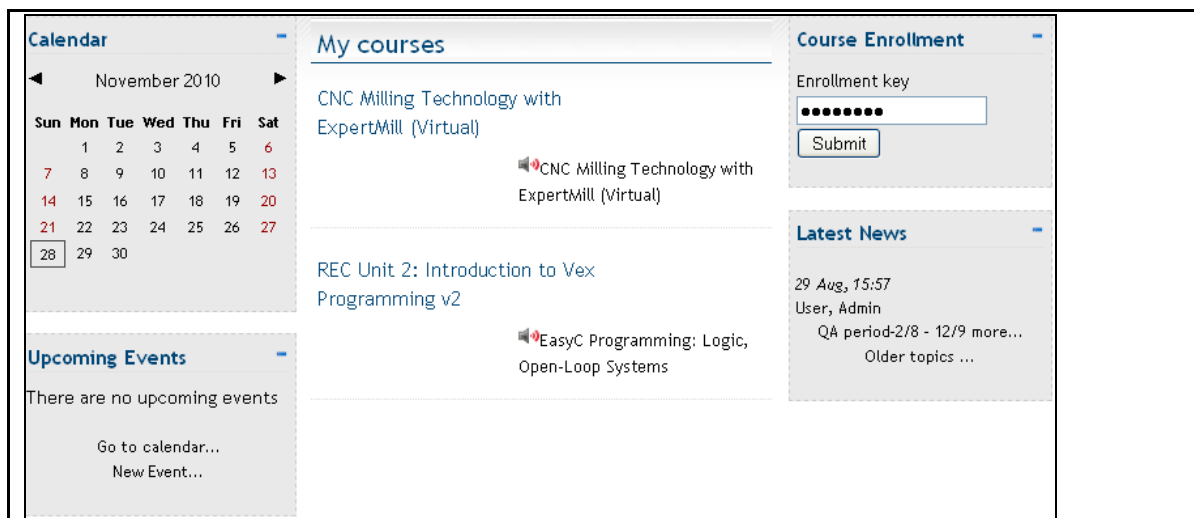 Calendar
November 2010
Sun Mon Tue Wed Thu Fri Sat
1 2 3 4 5 6
7 8 9 10 11 12 13
14 15 16 17 18 19 20
21 22 23 24 25 26 27
28 29 30
Upcoming Events
There are no upcoming events
Go to calendar...
New Event...
My courses
CNC Milling Technology with
ExpertMill (Virtual)
CNC Milling Technology with
ExpertMill (Virtual)
REC Unit 2: Introduction to Vex
Programming v2
EasyC Programming: Logic,
Open-Loop Systems
Course Enrollment
Enrollment key
••••••••
Submit
Latest News
29 Aug, 15:57
User, Admin
QA period-2/8 - 12/9 more...
Older topics ...